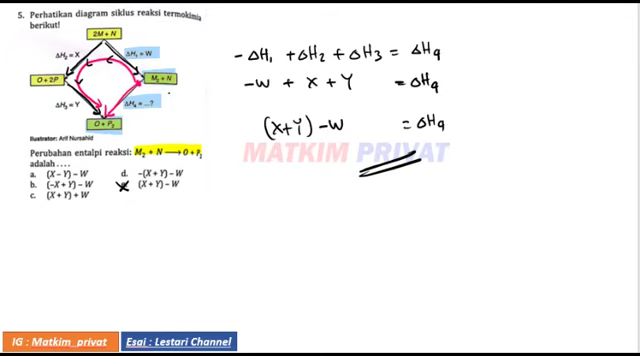 5. Perhatikan diagram siklus reaksi termokimia
berikut!
2M + N
ΔH₂ = X
ΔH₁ = W
O + 2P
M₂ + N
ΔH₃ = Y
ΔH₄ = ...?
O + P₂
Ilustrator: Arif Nursahid
Perubahan entalpi reaksi: M₂ + N → O + P₂
adalah ....
a. (X – Y) – W
b. (–X + Y) – W
c. (X + Y) + W
d. –(X + Y) – W
(X + Y) – W
- ΔH₁ + ΔH₂ + ΔH₃ = ΔH₄
- W + X + Y = ΔH₄
(X+Y) - W = ΔH₄
MATKIM PRIVAT
IG : Matkim_privat
Esai : Lestari Channel